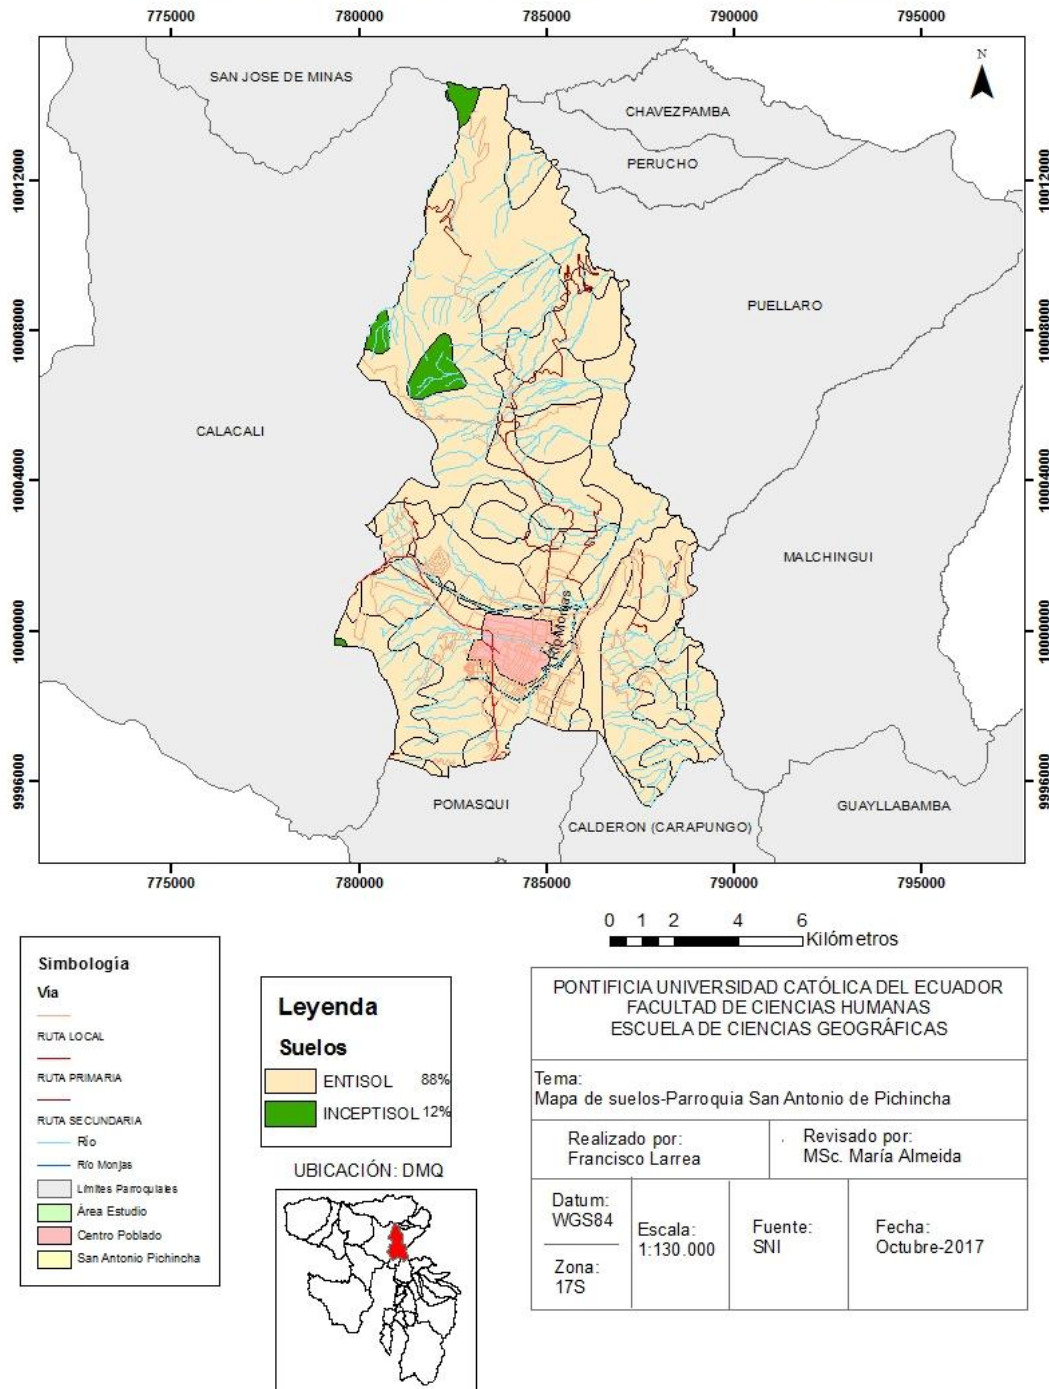 775000 780000 785000 790000 795000
N
SAN JOSE DE MINAS
CHAVEZPAMBA
PERUCHO
10012000 10012000
PUELLARO
10008000 10008000
CALACALI
10004000 10004000
MALCHINGUI
Río Monjas
10000000 10000000
9996000 9996000
POMASQUI
GUAYLLABAMBA
CALDERON (CARAPUNGO)
775000 780000 785000 790000 795000
0 1 2 4 6
Kilómetros
Simbología
Vía
RUTA LOCAL
RUTA PRIMARIA
RUTA SECUNDARIA
Río
Río Monjas
Límites Parroquiales
Área Estudio
Centro Poblado
San Antonio Pichincha
Leyenda
Suelos
ENTISOL 88%
INCEPTISOL 12%
UBICACIÓN: DMQ
PONTIFICIA UNIVERSIDAD CATÓLICA DEL ECUADOR
FACULTAD DE CIENCIAS HUMANAS
ESCUELA DE CIENCIAS GEOGRÁFICAS
Tema:
Mapa de suelos-Parroquia San Antonio de Pichincha
Realizado por:
Francisco Larrea
Revisado por:
MSc. María Almeida
Datum:
WGS84
Zona:
17S
Escala:
1:130.000
Fuente:
SNI
Fecha:
Octubre-2017